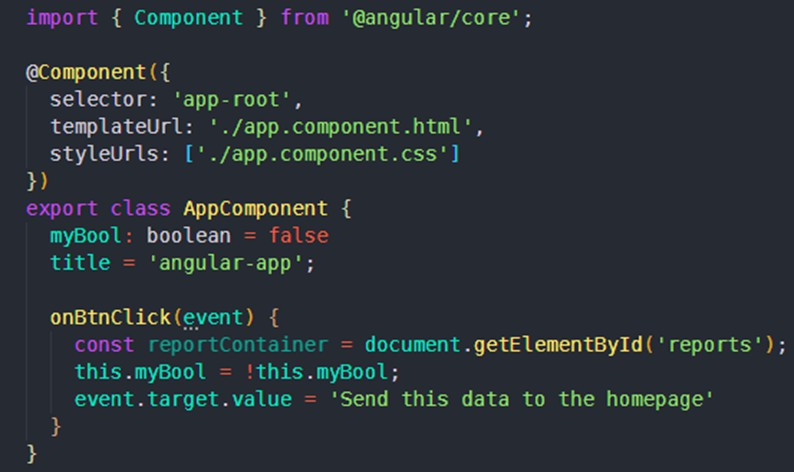 import { Component } from '@angular/core';
@Component({
selector: 'app-root',
templateUrl: './app.component.html',
styleUrls: ['./app.component.css']
})
export class AppComponent {
myBool: boolean = false
title = 'angular-app';
onBtnClick(event) {
const reportContainer = document.getElementById('reports');
this.myBool = !this.myBool;
event.target.value = 'Send this data to the homepage'
}
}